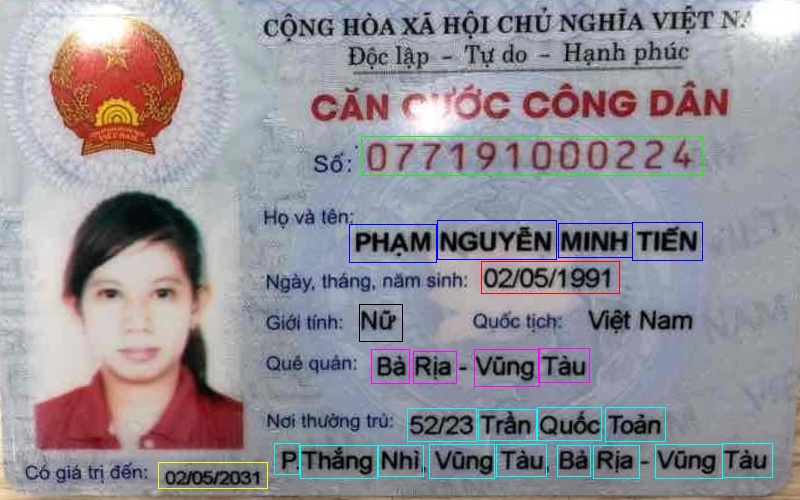 CỘNG HÒA XÃ HỘI CHỦ NGHĨA VIỆT
Độc lập - Tự do - Hạnh phúc
CĂN CƯỚC CÔNG DÂN
Số: 077191000224
Họ và tên:
PHẠM NGUYỄN MINH TIẾN
Ngày, tháng, năm sinh: 02/05/1991
Giới tính: Nữ Quốc tịch: Việt Nam
Quê quán: Bà Rịa - Vũng Tàu
Nơi thường trú: 52/23 Trần Quốc Toản
P.Thắng Nhì, Vũng Tàu, Bà Rịa - Vũng Tàu
Có giá trị đến: 02/05/2031